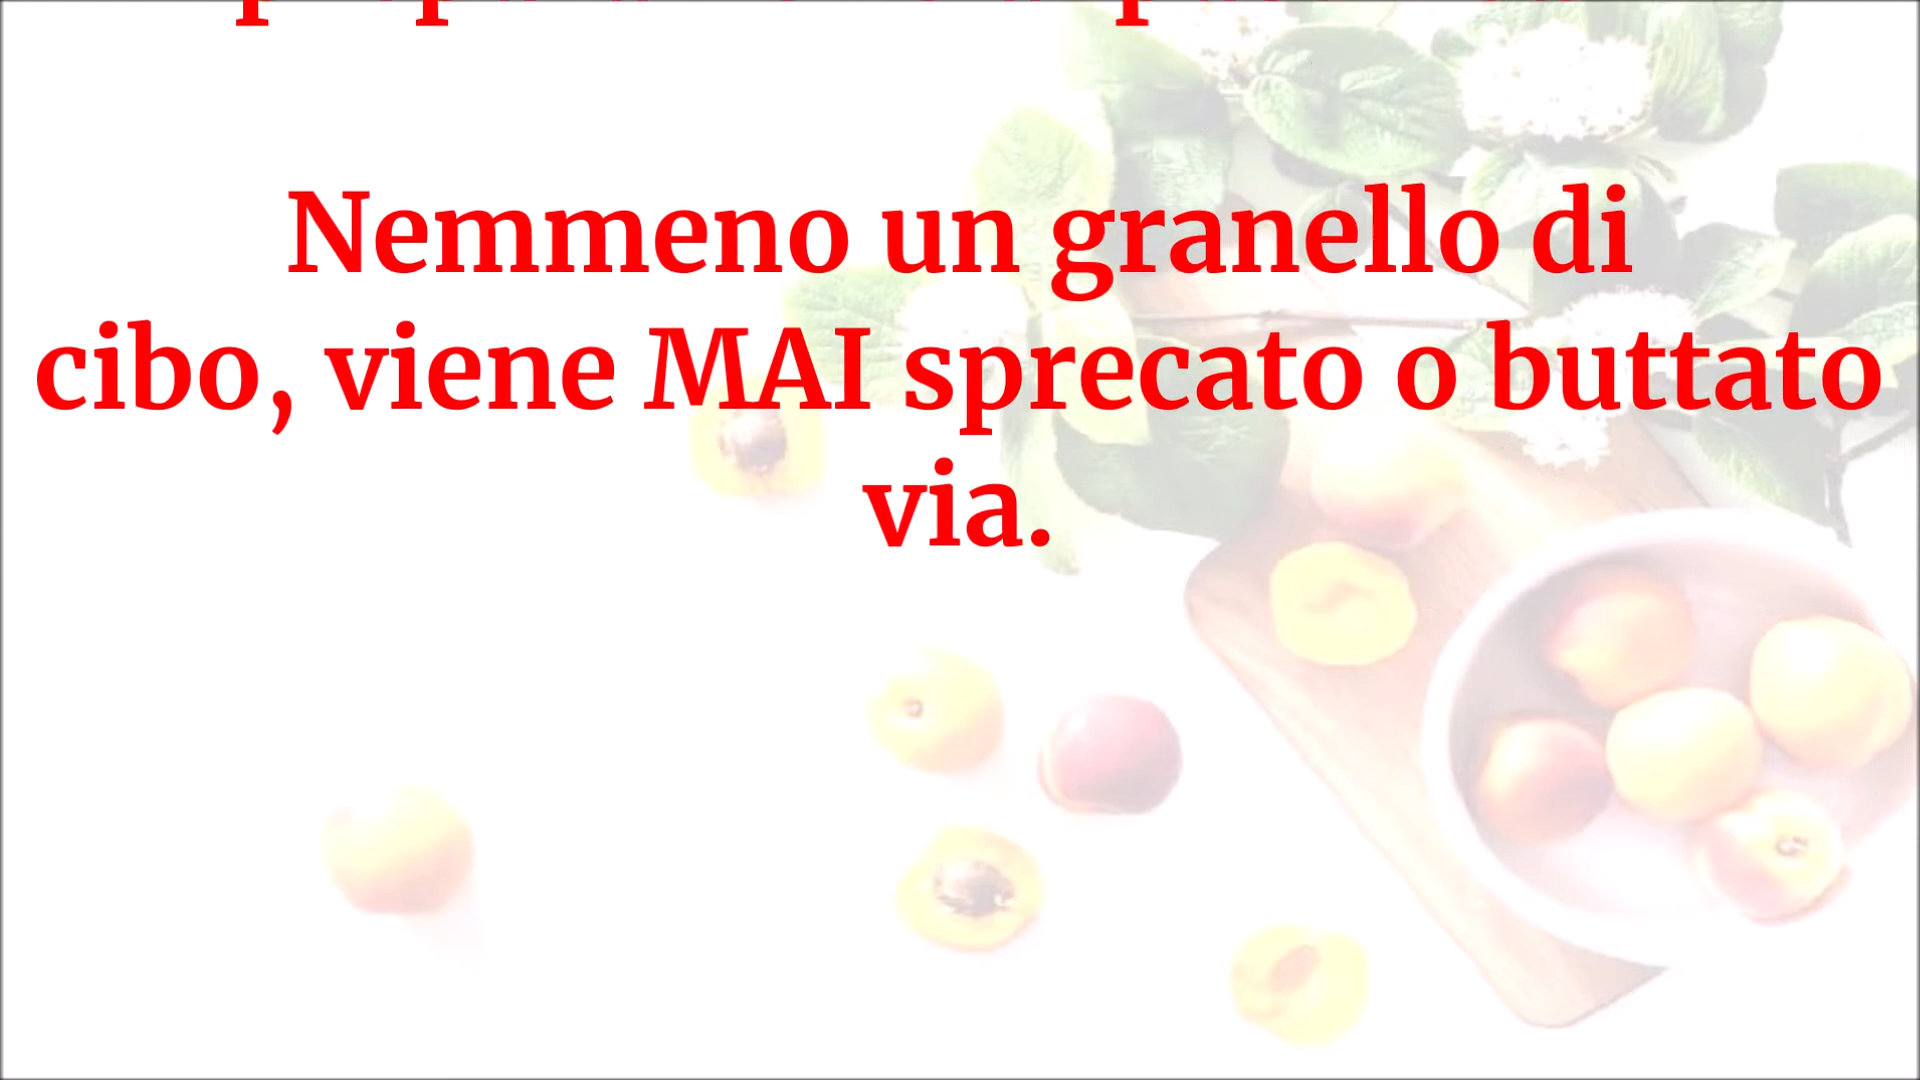 Nemmeno un granello di
cibo, viene MAI sprecato o buttato
via.